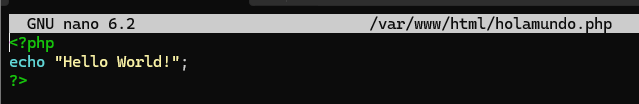 GNU nano 6.2 /var/www/html/holamundo.php
<?php
echo "Hello World!";
?>